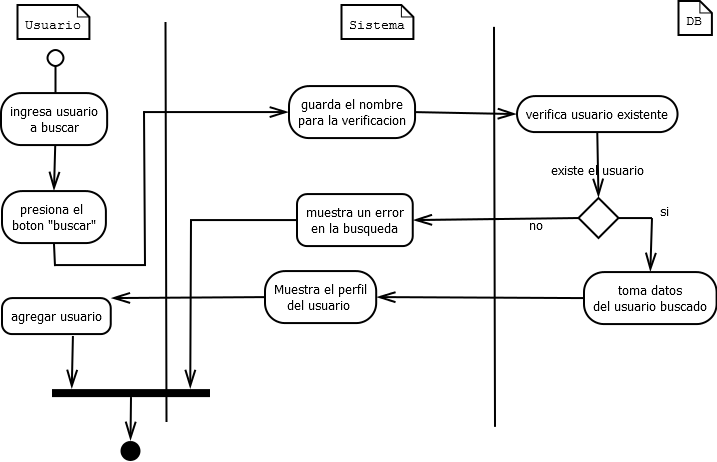 Usuario
Sistema
DB
ingresa usuario
a buscar
guarda el nombre
para la verificacion
verifica usuario existente
existe el usuario
presiona el
boton "buscar"
muestra un error
en la busqueda
no
si
agregar usuario
Muestra el perfil
del usuario
toma datos
del usuario buscado